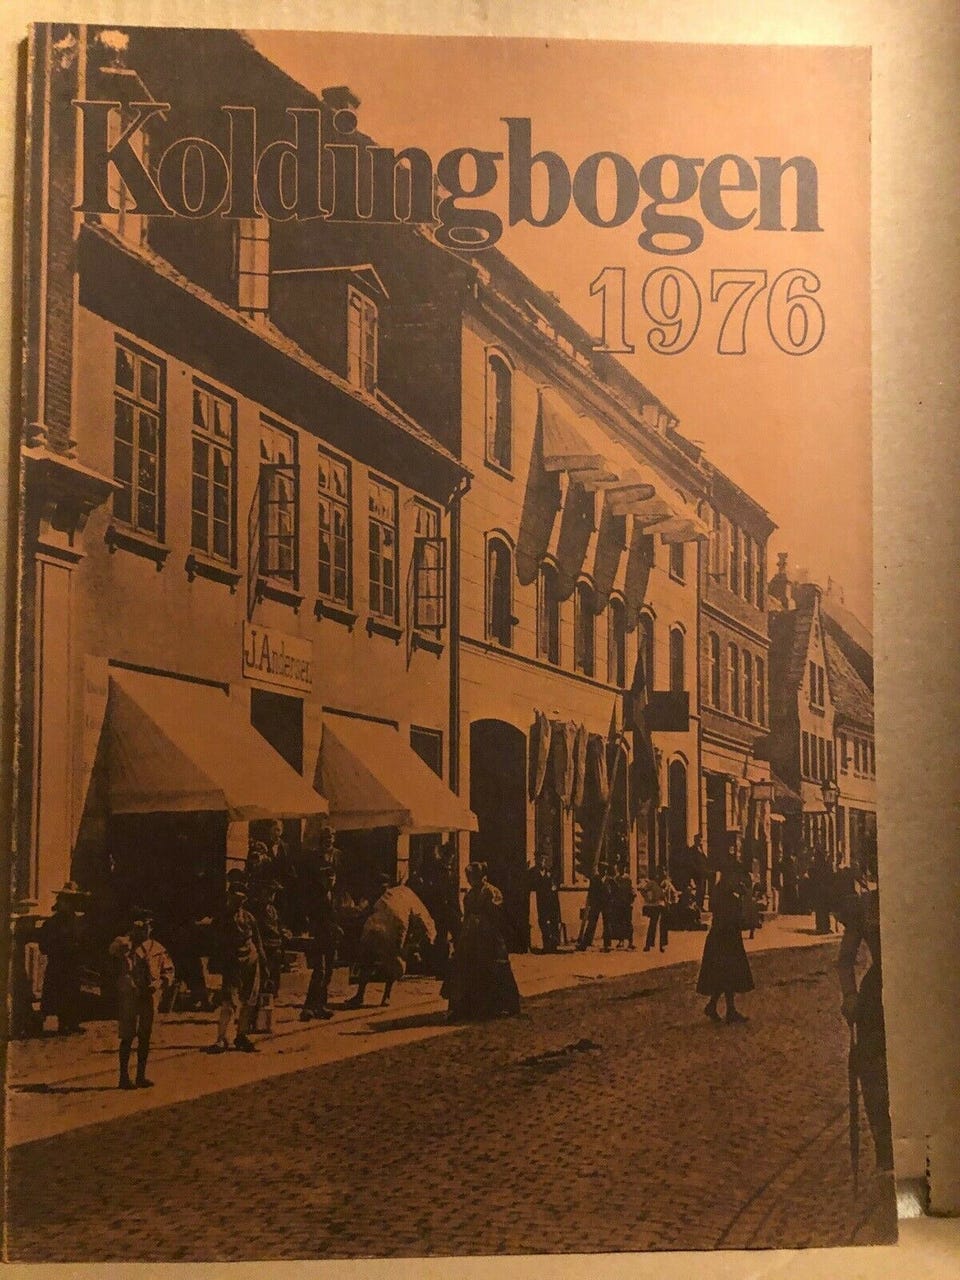 Koldingbogen
1976
J. Andersen